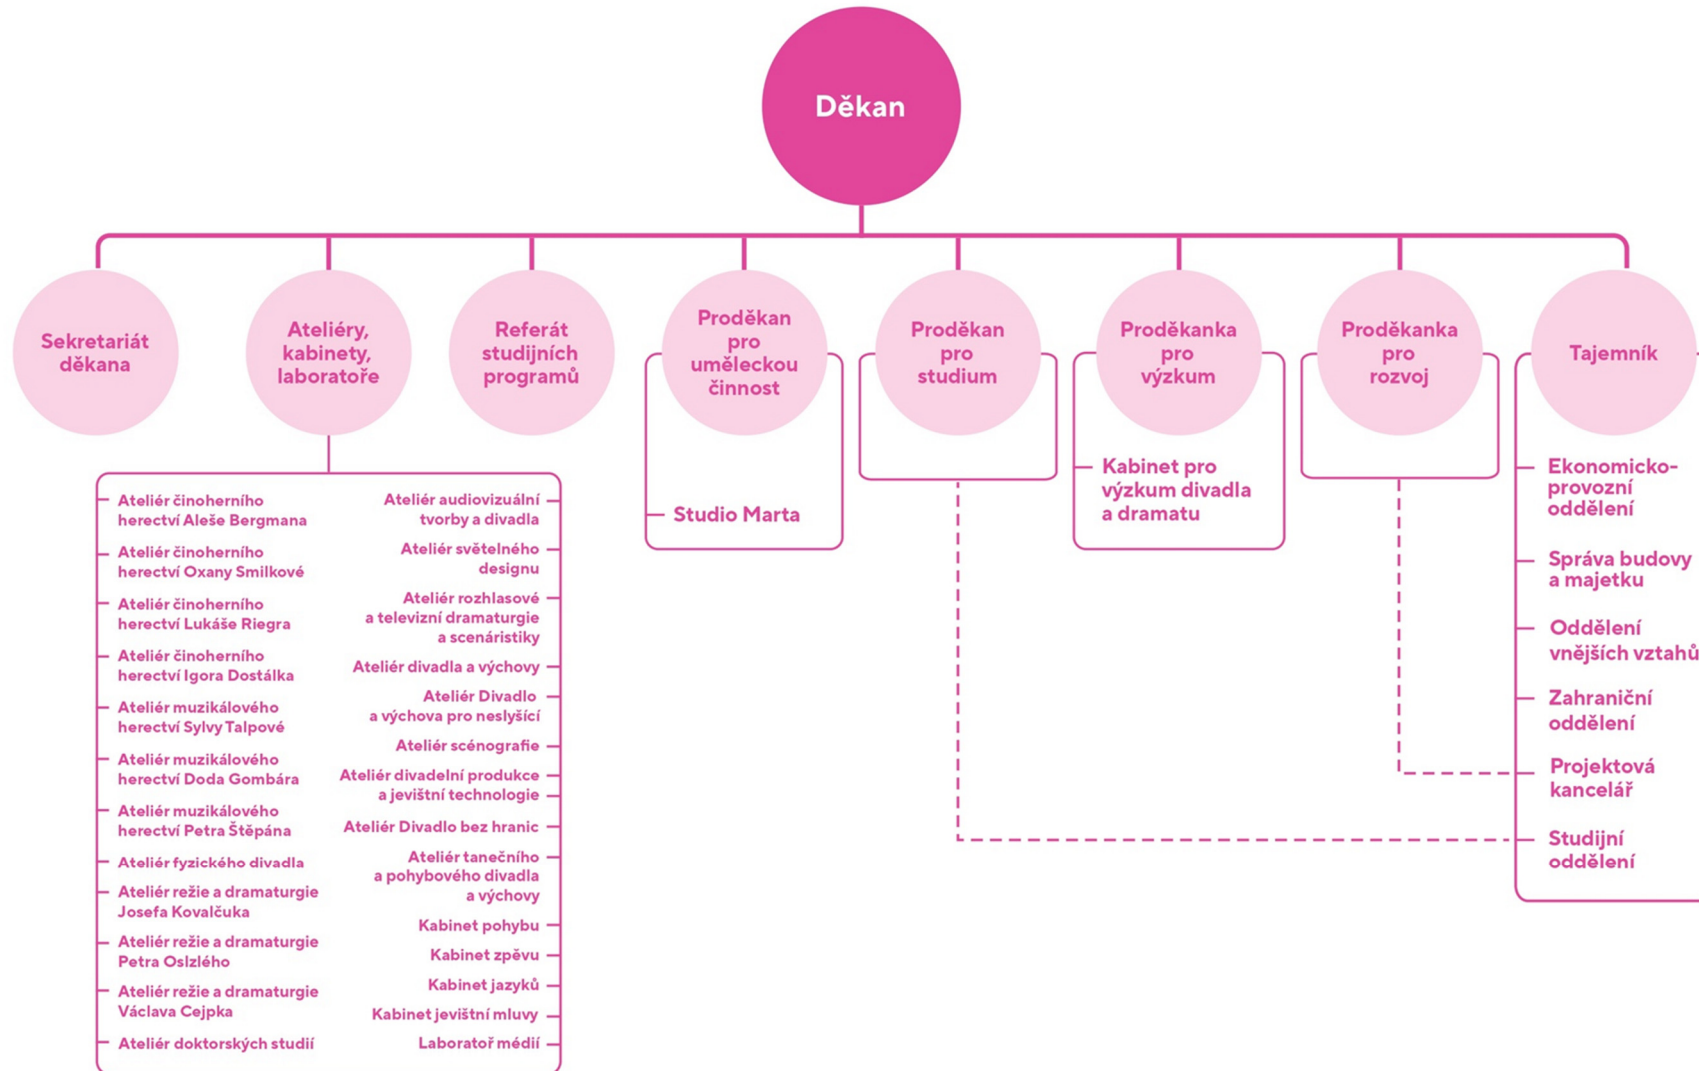 Děkan
Sekretariát
děkana
Ateliéry,
kabinety,
laboratoře
Referát
studijních
programů
Proděkan
pro
uměleckou
činnost
Proděkan
pro
studium
Proděkanka
pro
výzkum
Proděkanka
pro
rozvoj
Tajemník
Ateliér činoherního
herectví Aleše Bergmana
Ateliér činoherního
herectví Oxany Smilkové
Ateliér činoherního
herectví Lukáše Riegra
Ateliér činoherního
herectví Igora Dostálka
Ateliér muzikálového
herectví Sylvy Talpové
Ateliér muzikálového
herectví Doda Gombára
Ateliér muzikálového
herectví Petra Štěpána
Ateliér fyzického divadla
Ateliér režie a dramaturgie
Josefa Kovalčuka
Ateliér režie a dramaturgie
Petra Oslzlého
Ateliér režie a dramaturgie
Václava Cejpka
Ateliér doktorských studií
Ateliér audiovizuální
tvorby a divadla
Ateliér světelného
designu
Ateliér rozhlasové
a televizní dramaturgie
a scenáristiky
Ateliér divadla a výchovy
Ateliér Divadlo
a výchova pro neslyšící
Ateliér scénografie
Ateliér divadelní produkce
a jevištní technologie
Ateliér Divadlo bez hranic
Ateliér tanečního
a pohybového divadla
a výchovy
Kabinet pohybu
Kabinet zpěvu
Kabinet jazyků
Kabinet jevištní mluvy
Laboratoř médií
Studio Marta
Kabinet pro
výzkum divadla
a dramatu
Ekonomicko-
provozní
oddělení
Správa budovy
a majetku
Oddělení
vnějších vztahů
Zahraniční
oddělení
Projektová
kancelář
Studijní
oddělení